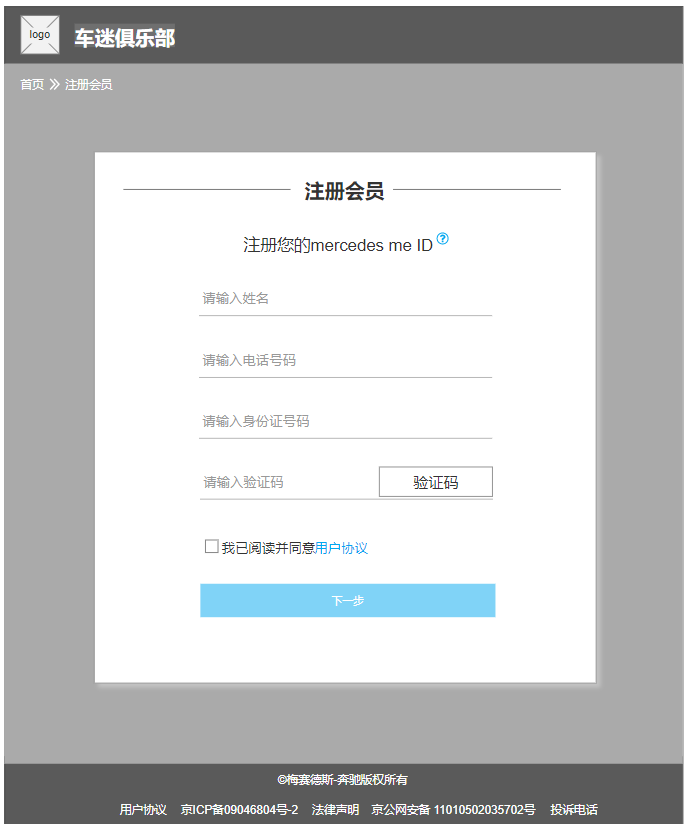 logo 车迷俱乐部
首页 >> 注册会员
注册会员
注册您的mercedes me ID ?
请输入姓名
请输入电话号码
请输入身份证号码
请输入验证码 验证码
我已阅读并同意用户协议
下一步
©梅赛德斯-奔驰版权所有
用户协议 京ICP备09046804号-2 法律声明 京公网安备 11010502035702号 投诉电话